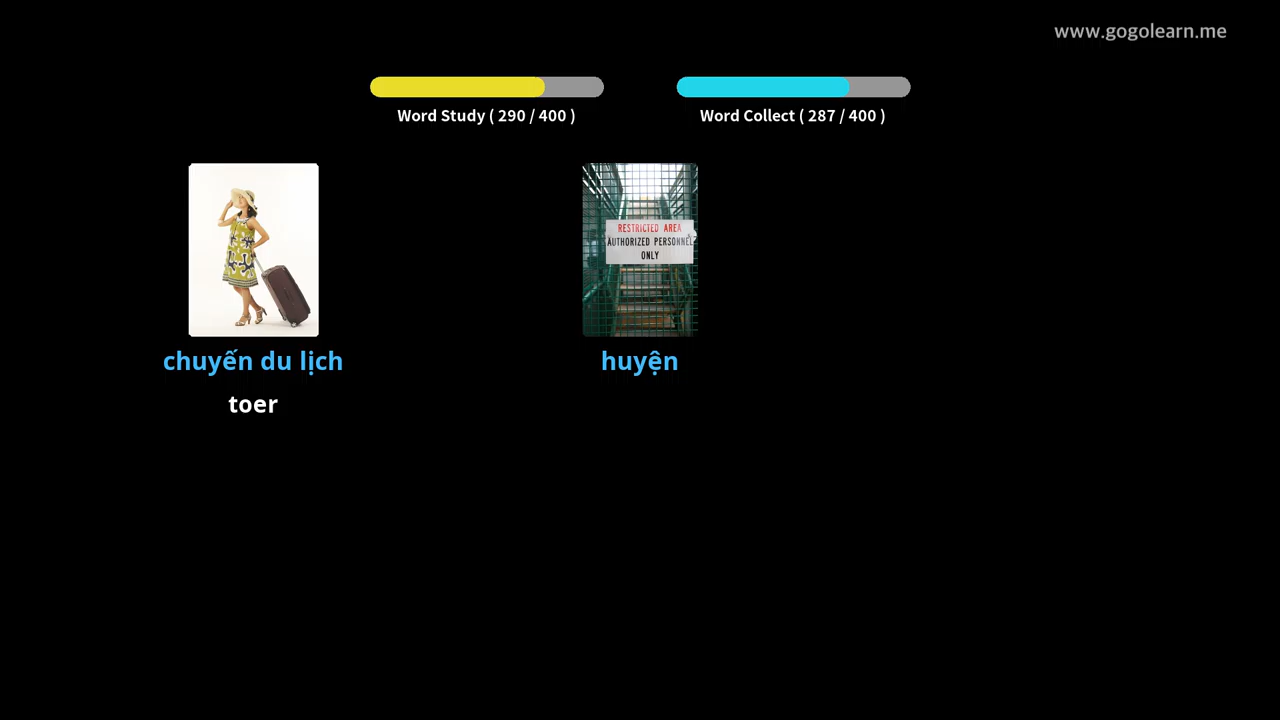 www.gogolearn.me
Word Study ( 290 / 400 )
Word Collect ( 287 / 400 )
RESTRICTED AREA
AUTHORIZED PERSONNEL
ONLY
chuyến du lịch
huyện
toer